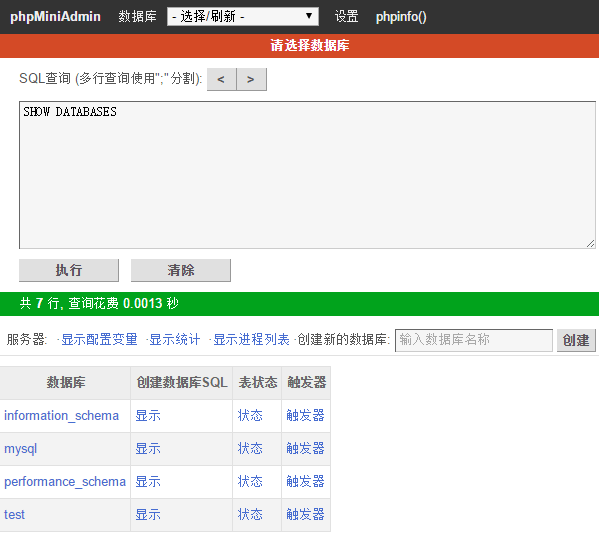 phpMiniAdmin 数据库 - 选择/刷新 - 设置 phpinfo()
请选择数据库
SQL查询 (多行查询使用";"分割): < >
SHOW DATABASES
执行 清除
共 7 行, 查询花费 0.0013 秒
服务器: ·显示配置变量 ·显示统计 ·显示进程列表 ·创建新的数据库: 输入数据库名称 创建
数据库 创建数据库SQL 表状态 触发器
information_schema 显示 状态 触发器
mysql 显示 状态 触发器
performance_schema 显示 状态 触发器
test 显示 状态 触发器